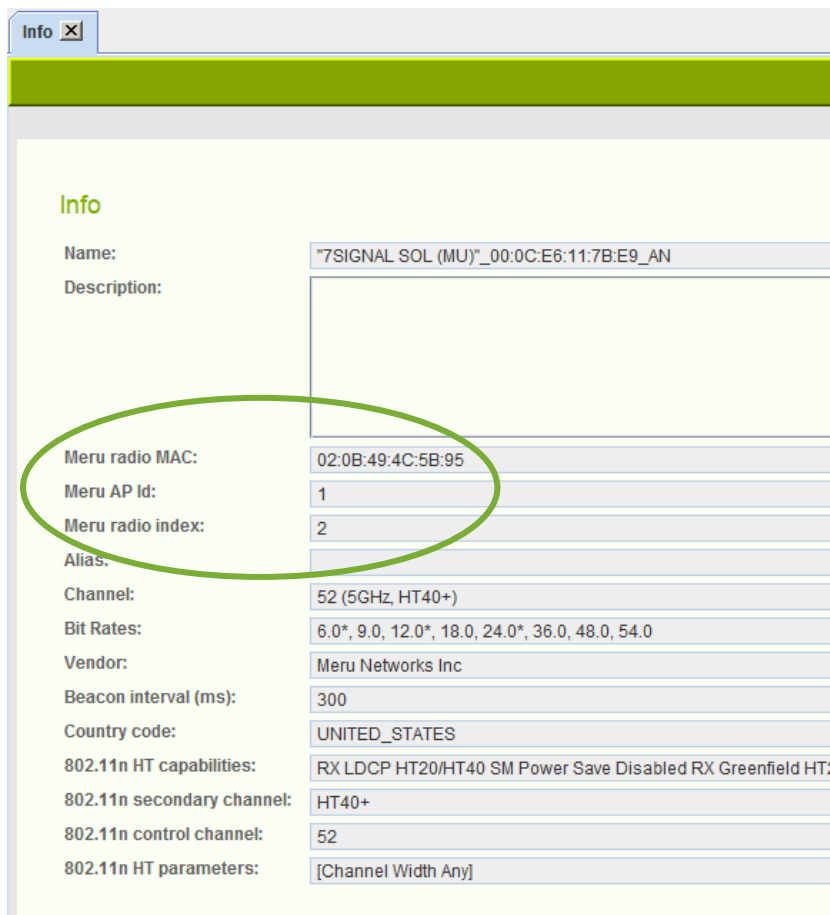 Info
Info
Name: "7SIGNAL SOL (MU)"_00:0C:E6:11:7B:E9_AN
Description:
Meru radio MAC: 02:0B:49:4C:5B:95
Meru AP Id: 1
Meru radio index: 2
Alias:
Channel: 52 (5GHz, HT40+)
Bit Rates: 6.0*, 9.0, 12.0*, 18.0, 24.0*, 36.0, 48.0, 54.0
Vendor: Meru Networks Inc
Beacon interval (ms): 300
Country code: UNITED_STATES
802.11n HT capabilities: RX LDCP HT20/HT40 SM Power Save Disabled RX Greenfield
802.11n secondary channel: HT40+
802.11n control channel: 52
802.11n HT parameters: [Channel Width Any]